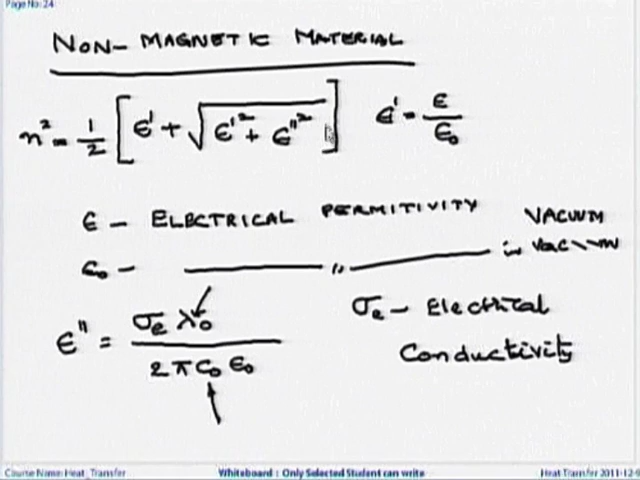 Page No: 24
NON- MAGNETIC MATERIAL
n² = 1/2 [ ϵ' + √(ϵ'² + ϵ''²) ] ϵ' = ϵ/ϵ₀
ϵ - ELECTRICAL PERMITIVITY VACUUM
ϵ₀ - —— " —— in VACUUM
ϵ'' = σe λ₀ / 2π C₀ ϵ₀ σe - Electrical
Conductivity
Course Name: Heat_Transfer Whiteboard : Only Selected Student can write Heat Transfer 2011-12-